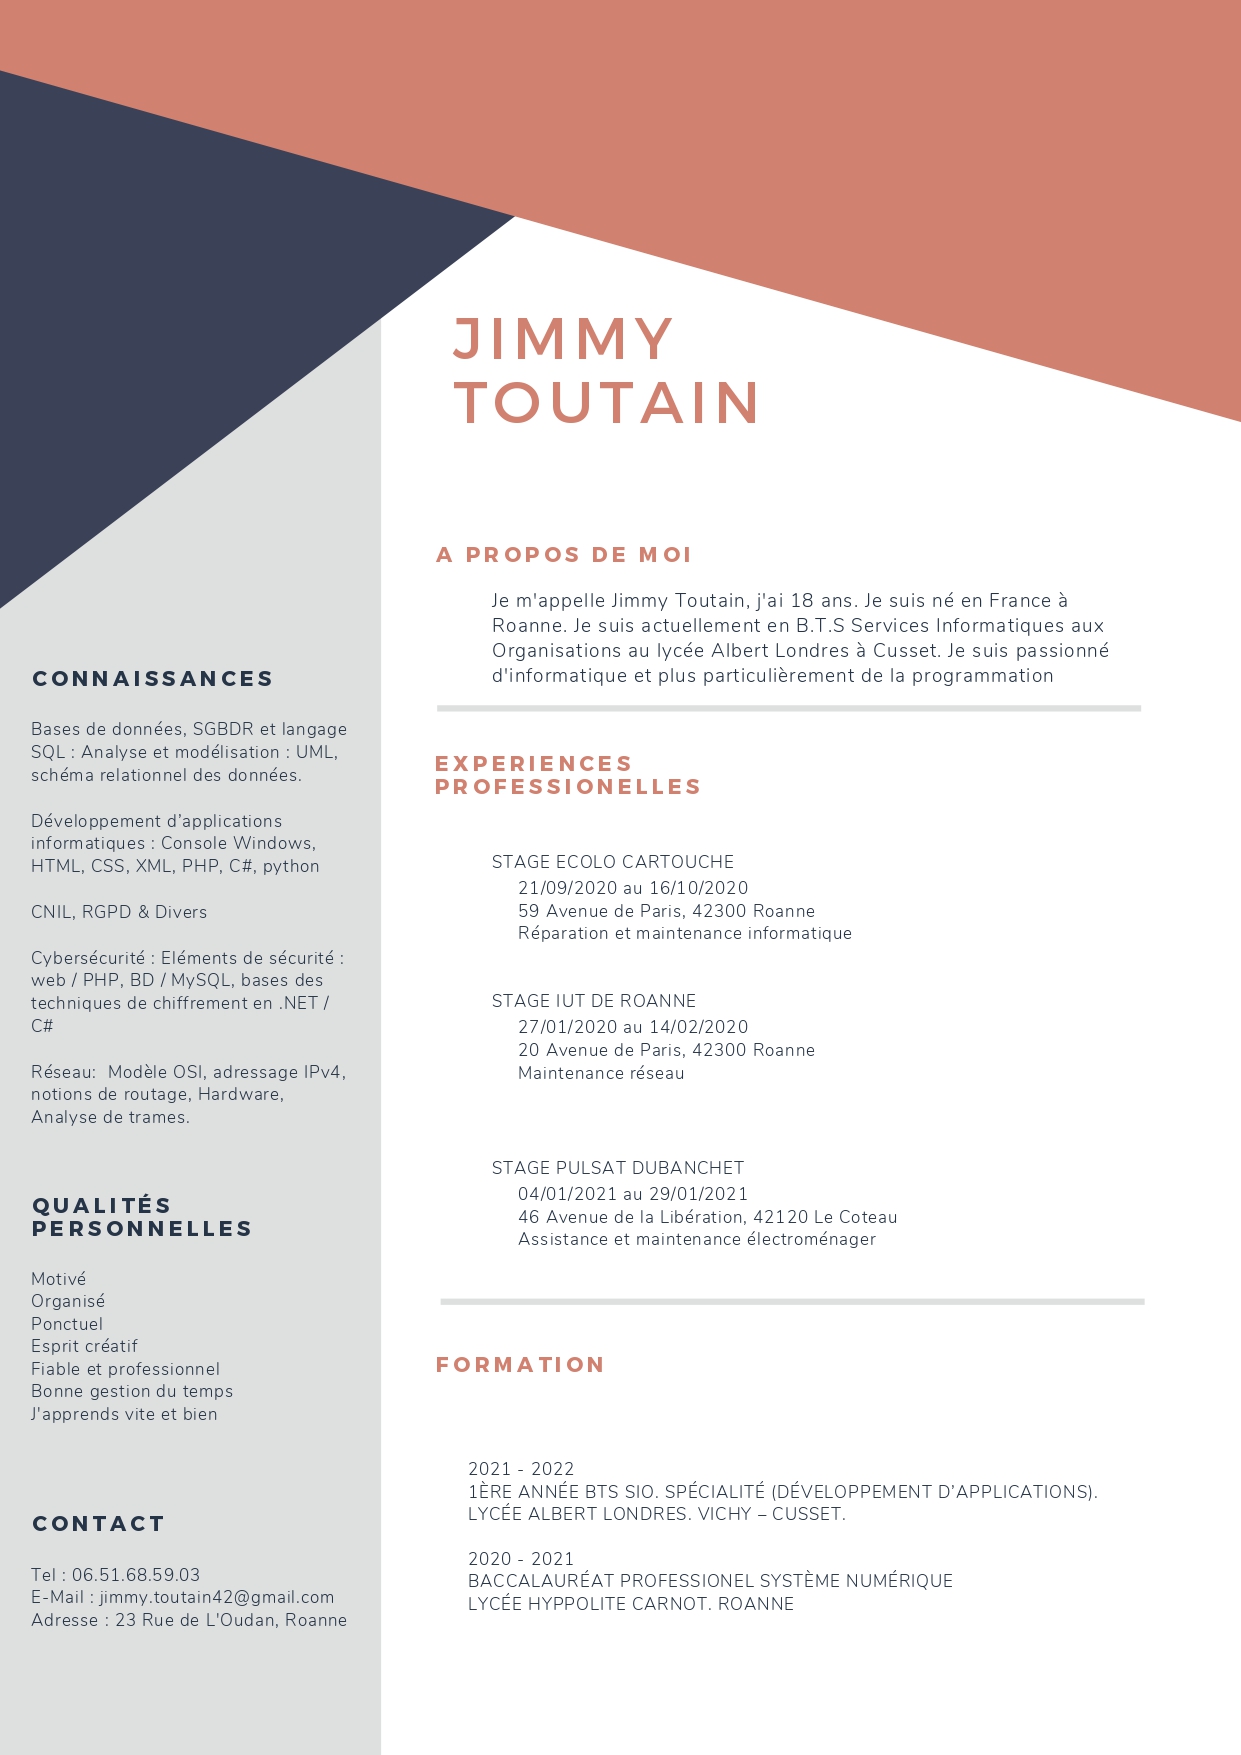 JIMMY
TOUTAIN
A PROPOS DE MOI
Je m'appelle Jimmy Toutain, j'ai 18 ans. Je suis né en France à
Roanne. Je suis actuellement en B.T.S Services Informatiques aux
Organisations au lycée Albert Londres à Cusset. Je suis passionné
d'informatique et plus particulièrement de la programmation
EXPERIENCES
PROFESSIONELLES
STAGE ECOLO CARTOUCHE
21/09/2020 au 16/10/2020
59 Avenue de Paris, 42300 Roanne
Réparation et maintenance informatique
STAGE IUT DE ROANNE
27/01/2020 au 14/02/2020
20 Avenue de Paris, 42300 Roanne
Maintenance réseau
STAGE PULSAT DUBANCHET
04/01/2021 au 29/01/2021
46 Avenue de la Libération, 42120 Le Coteau
Assistance et maintenance électroménager
FORMATION
2021 - 2022
1ÈRE ANNÉE BTS SIO. SPÉCIALITÉ (DÉVELOPPEMENT D’APPLICATIONS).
LYCÉE ALBERT LONDRES. VICHY – CUSSET.
2020 - 2021
BACCALAURÉAT PROFESSIONEL SYSTÈME NUMÉRIQUE
LYCÉE HYPPOLITE CARNOT. ROANNE
CONNAISSANCES
Bases de données, SGBDR et langage
SQL : Analyse et modélisation : UML,
schéma relationnel des données.
Développement d’applications
informatiques : Console Windows,
HTML, CSS, XML, PHP, C#, python
CNIL, RGPD & Divers
Cybersécurité : Eléments de sécurité :
web / PHP, BD / MySQL, bases des
techniques de chiffrement en .NET /
C#
Réseau: Modèle OSI, adressage IPv4,
notions de routage, Hardware,
Analyse de trames.
QUALITÉS
PERSONNELLES
Motivé
Organisé
Ponctuel
Esprit créatif
Fiable et professionnel
Bonne gestion du temps
J'apprends vite et bien
CONTACT
Tel : 06.51.68.59.03
E-Mail : jimmy.toutain42@gmail.com
Adresse : 23 Rue de L'Oudan, Roanne